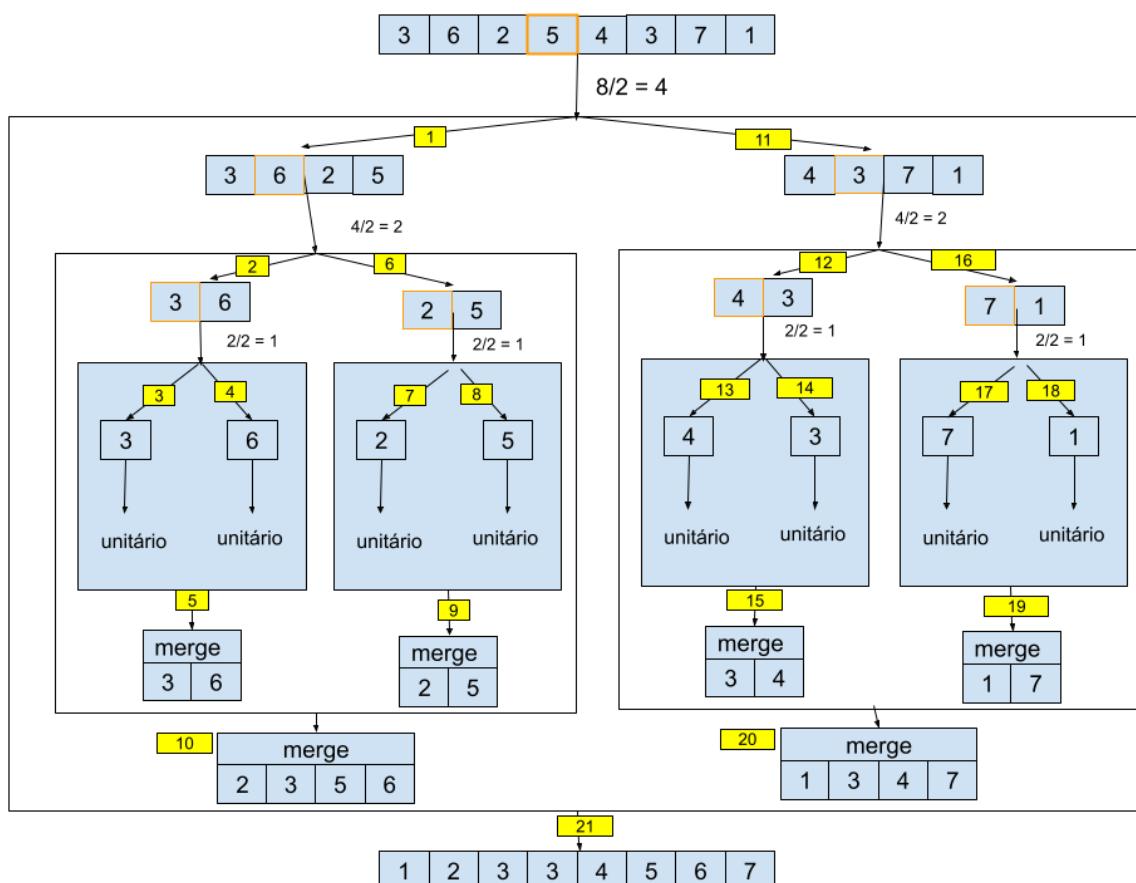 3 6 2 5 4 3 7 1
8/2 = 4
1 11
3 6 2 5 4 3 7 1
4/2 = 2 4/2 = 2
2 6 12 16
3 6 2 5 4 3 7 1
2/2 = 1 2/2 = 1 2/2 = 1 2/2 = 1
3 4 7 8 13 14 17 18
3 6 2 5 4 3 7 1
unitário unitário unitário unitário unitário unitário unitário unitário
5 9 15 19
merge merge merge merge
3 6 2 5 3 4 1 7
10 merge 20 merge
2 3 5 6 1 3 4 7
21
1 2 3 3 4 5 6 7